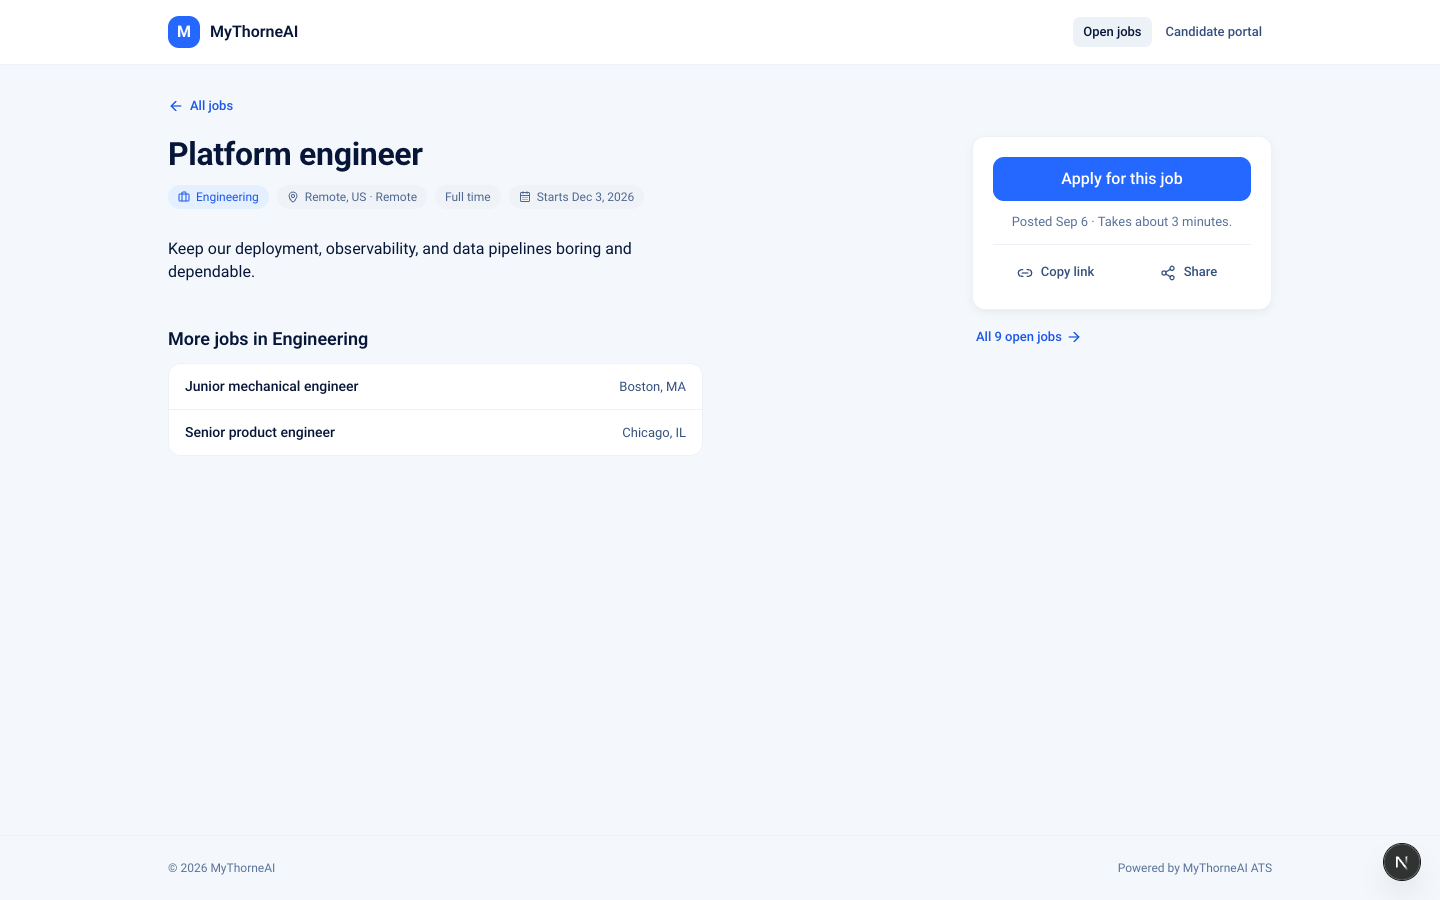 M MyThorneAI
Open jobs
Candidate portal
All jobs
Platform engineer
Engineering
Remote, US · Remote
Full time
Starts Dec 3, 2026
Keep our deployment, observability, and data pipelines boring and
dependable.
More jobs in Engineering
Junior mechanical engineer
Boston, MA
Senior product engineer
Chicago, IL
Apply for this job
Posted Sep 6 · Takes about 3 minutes.
Copy link
Share
All 9 open jobs
© 2026 MyThorneAI
Powered by MyThorneAI ATS
N